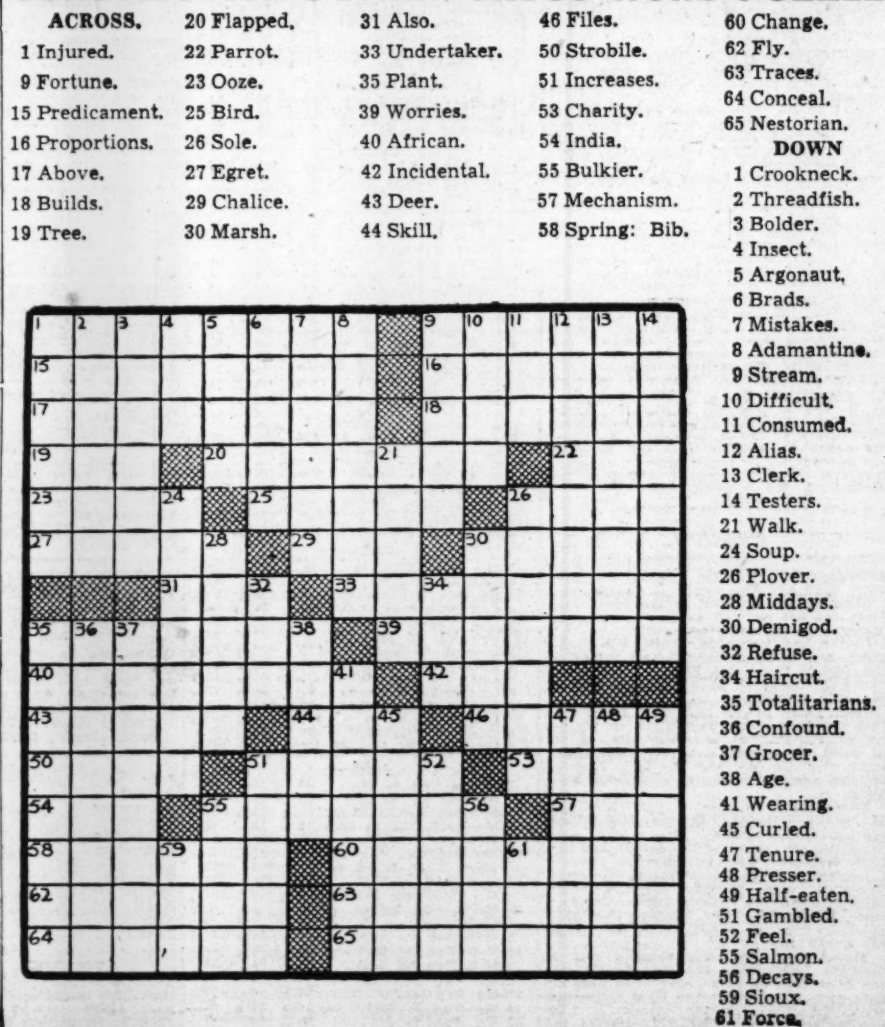 ACROSS.
1 Injured.
9 Fortune.
15 Predicament.
16 Proportions.
17 Above.
18 Builds.
19 Tree.
20 Flapped.
22 Parrot.
23 Ooze.
25 Bird.
26 Sole.
27 Egret.
29 Chalice.
30 Marsh.
31 Also.
33 Undertaker.
35 Plant.
39 Worries.
40 African.
42 Incidental.
43 Deer.
44 Skill.
46 Files.
50 Strobile.
51 Increases.
53 Charity.
54 India.
55 Bulkier.
57 Mechanism.
58 Spring: Bib.
60 Change.
62 Fly.
63 Traces.
64 Conceal.
65 Nestorian.
DOWN
1 Crookneck.
2 Threadfish.
3 Bolder.
4 Insect.
5 Argonaut.
6 Brads.
7 Mistakes.
8 Adamantine.
9 Stream.
10 Difficult.
11 Consumed.
12 Alias.
13 Clerk.
14 Testers.
21 Walk.
24 Soup.
26 Plover.
28 Middays.
30 Demigod.
32 Refuse.
34 Haircut.
35 Totalitarians.
36 Confound.
37 Grocer.
38 Age.
41 Wearing.
45 Curled.
47 Tenure.
48 Presser.
49 Half-eaten.
51 Gambled.
52 Feel.
55 Salmon.
56 Decays.
59 Sioux.
61 Force.
1 2 3 4 5 6 7 8 9 10 11 12 13 14
15 16
17 18
19 20 21 22
23 24 25 26
27 28 29 30
31 32 33 34
35 36 37 38 39
40 41 42
43 44 45 46 47 48 49
50 51 52 53
54 55 56 57
58 59 60 61
62 63
64 65